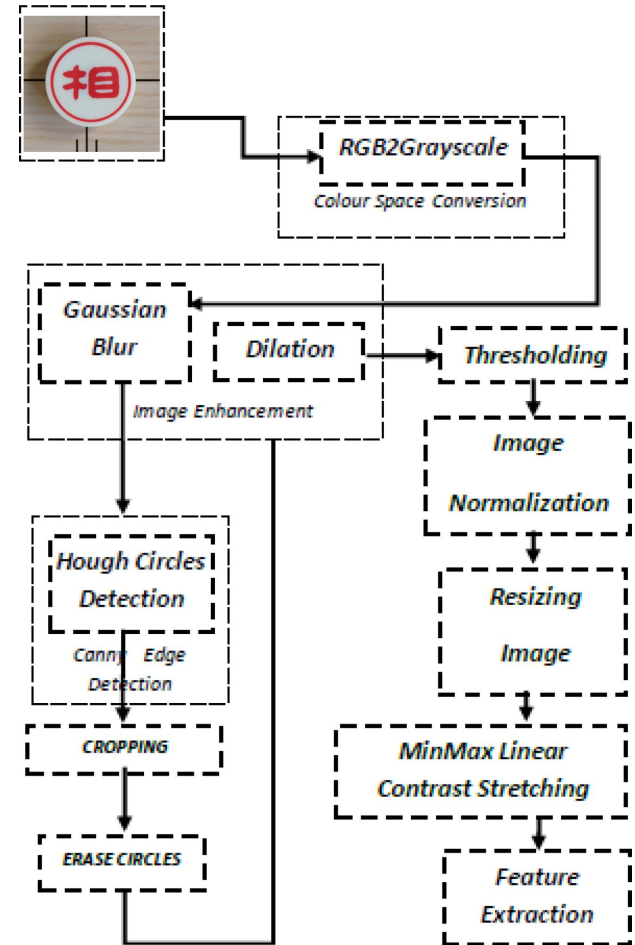 相
RGB2Grayscale
Colour Space Conversion
Gaussian
Blur
Dilation
Image Enhancement
Thresholding
Image
Normalization
Hough Circles
Detection
Canny Edge
Detection
Resizing
Image
CROPPING
MinMax Linear
Contrast Stretching
ERASE CIRCLES
Feature
Extraction